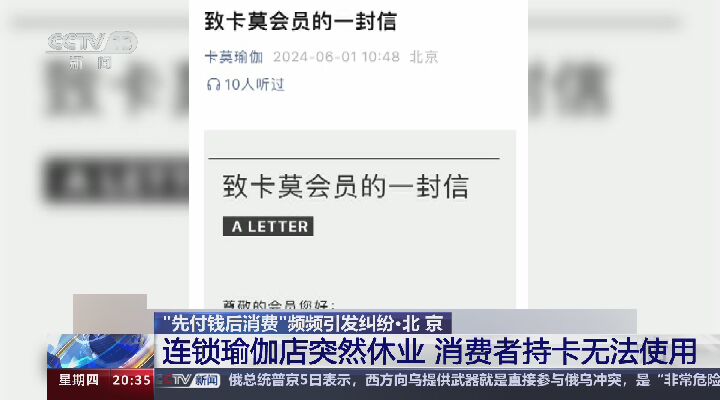 CCTV 13
新闻
致卡莫会员的一封信
卡莫瑜伽 2024-06-01 10:48 北京
10人听过
致卡莫会员的一封信
A LETTER
尊敬的会员您好:
"先付钱后消费"频频引发纠纷·北京
连锁瑜伽店突然休业 消费者持卡无法使用
星期四 20:35 CCTV新闻 俄总统普京5日表示，西方向乌提供武器就是直接参与俄乌冲突，是“非常危险